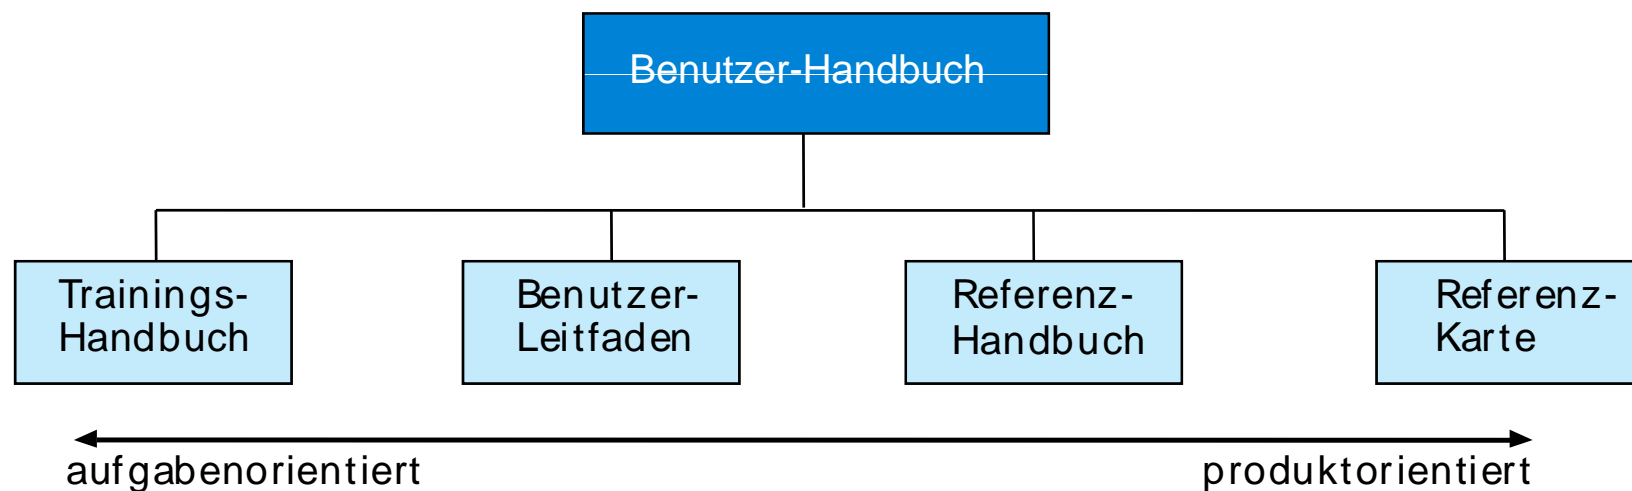 Benutzer-Handbuch
Trainings-
Handbuch
Benutzer-
Leitfaden
Referenz-
Handbuch
Referenz-
Karte
aufgabenorientiert
produktorientiert